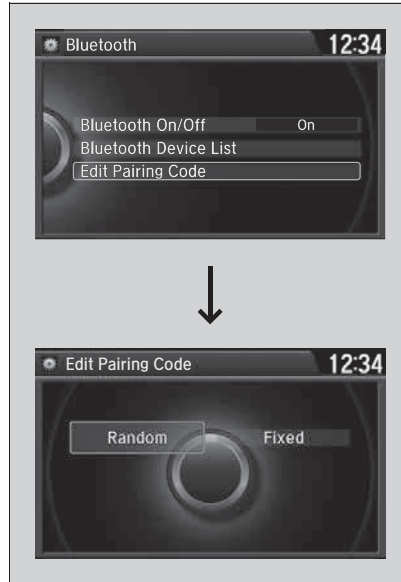 Bluetooth
12:34
Bluetooth On/Off On
Bluetooth Device List
Edit Pairing Code
Edit Pairing Code
12:34
Random Fixed